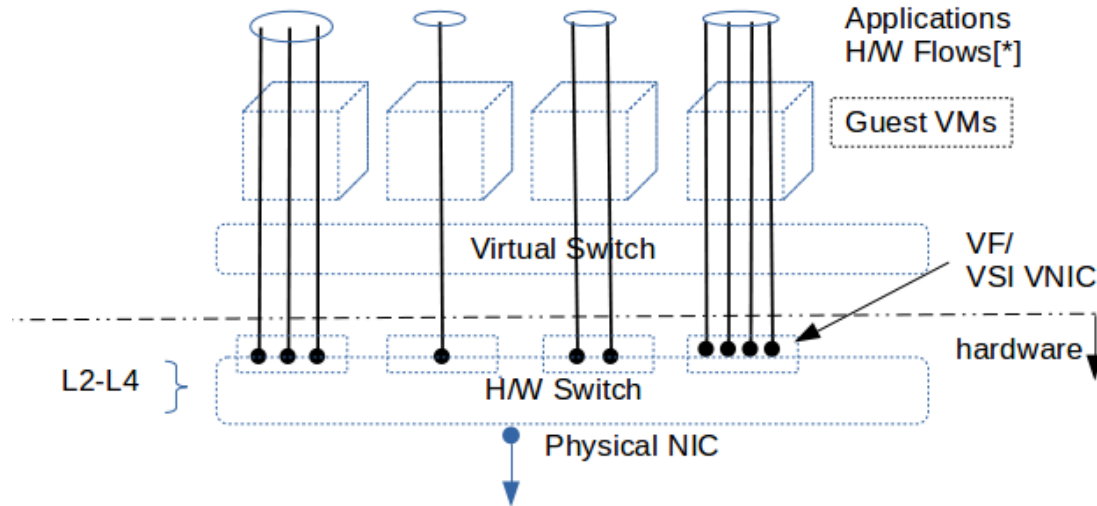 Applications
H/W Flows[*]
Guest VMs
Virtual Switch
VF/
VSI VNIC
hardware
L2-L4
H/W Switch
Physical NIC